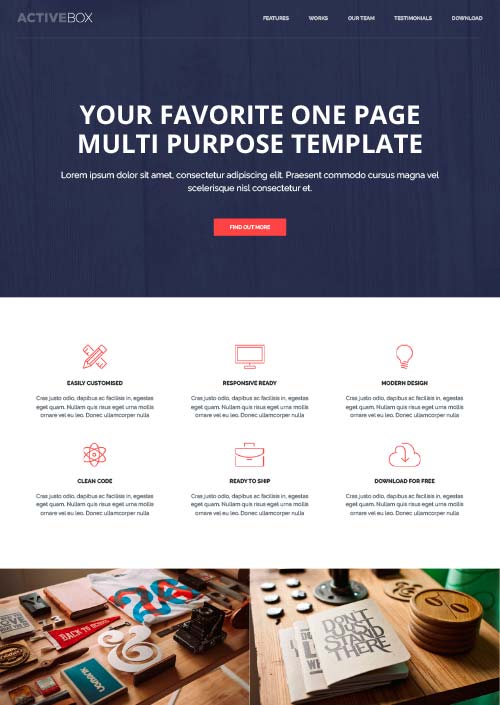 ACTIVEBOX
FEATURES WORKS OUR TEAM TESTIMONIALS DOWNLOAD
YOUR FAVORITE ONE PAGE
MULTI PURPOSE TEMPLATE
Lorem ipsum dolor sit amet, consectetur adipiscing elit. Praesent commodo cursus magna vel
scelerisque nisl consectetur et.
FIND OUT MORE
EASILY CUSTOMISED
Cras justo odio, dapibus ac facilisis in, egestas
eget quam. Nullam quis risus eget urna mollis
ornare vel eu leo. Donec ullamcorper nulla
RESPONSIVE READY
Cras justo odio, dapibus ac facilisis in, egestas
eget quam. Nullam quis risus eget urna mollis
ornare vel eu leo. Donec ullamcorper nulla
MODERN DESIGN
Cras justo odio, dapibus ac facilisis in, egestas
eget quam. Nullam quis risus eget urna mollis
ornare vel eu leo. Donec ullamcorper nulla
CLEAN CODE
Cras justo odio, dapibus ac facilisis in, egestas
eget quam. Nullam quis risus eget urna mollis
ornare vel eu leo. Donec ullamcorper nulla
READY TO SHIP
Cras justo odio, dapibus ac facilisis in, egestas
eget quam. Nullam quis risus eget urna mollis
ornare vel eu leo. Donec ullamcorper nulla
DOWNLOAD FOR FREE
Cras justo odio, dapibus ac facilisis in, egestas
eget quam. Nullam quis risus eget urna mollis
ornare vel eu leo. Donec ullamcorper nulla
BACK TO
&
&
DON'T
JUST
STAND
THERE